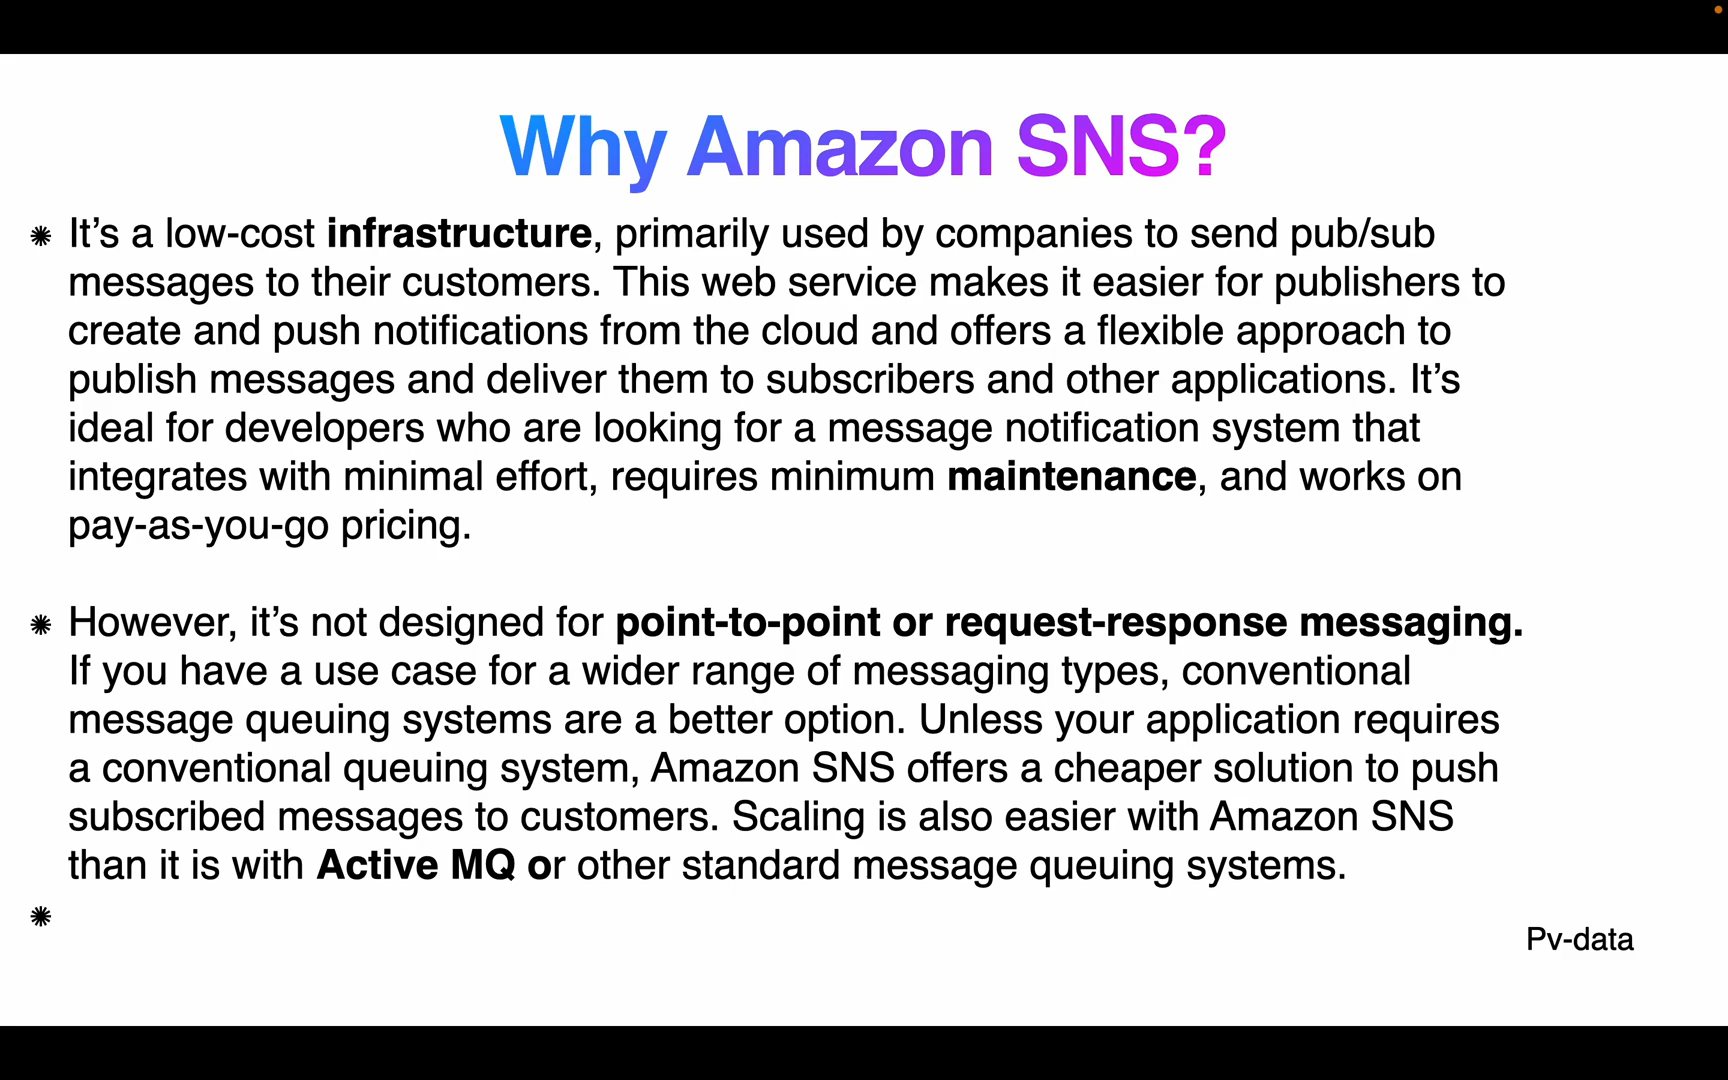 Why Amazon SNS?
It’s a low-cost infrastructure, primarily used by companies to send pub/sub
messages to their customers. This web service makes it easier for publishers to
create and push notifications from the cloud and offers a flexible approach to
publish messages and deliver them to subscribers and other applications. It’s
ideal for developers who are looking for a message notification system that
integrates with minimal effort, requires minimum maintenance, and works on
pay-as-you-go pricing.
However, it’s not designed for point-to-point or request-response messaging.
If you have a use case for a wider range of messaging types, conventional
message queuing systems are a better option. Unless your application requires
a conventional queuing system, Amazon SNS offers a cheaper solution to push
subscribed messages to customers. Scaling is also easier with Amazon SNS
than it is with Active MQ or other standard message queuing systems.
Pv-data